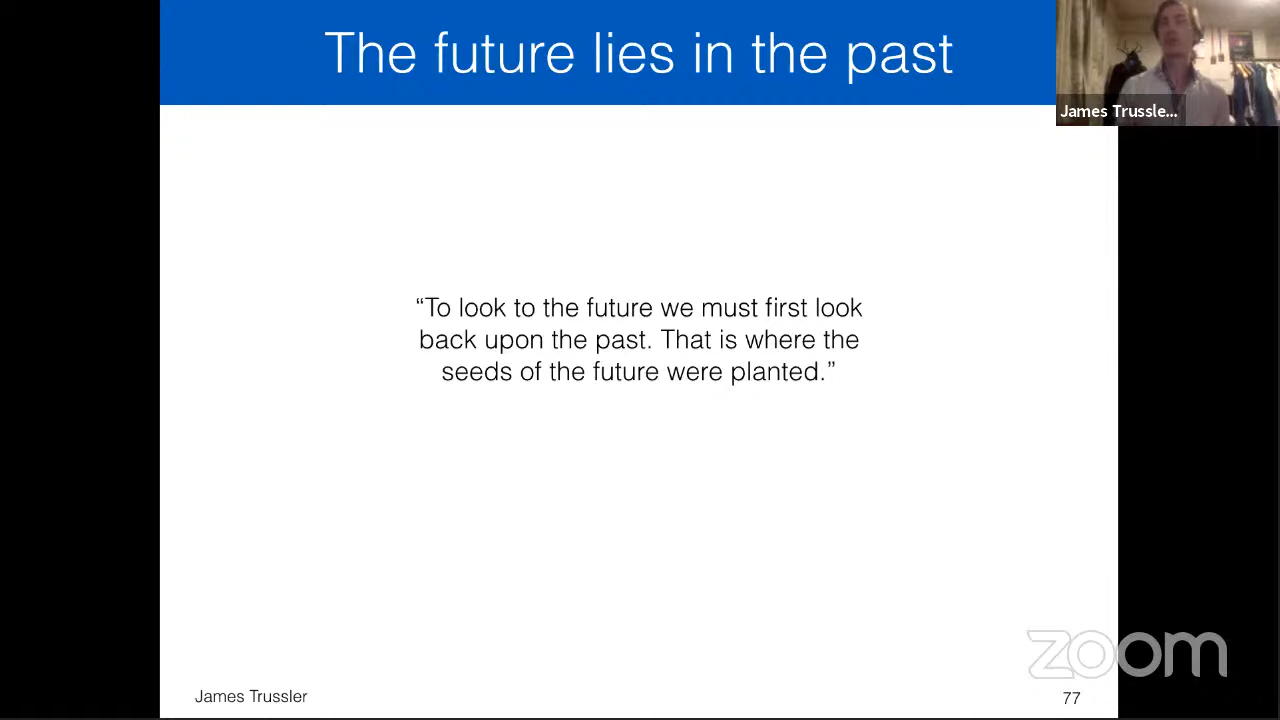 The future lies in the past
James Trussle...
“To look to the future we must first look
back upon the past. That is where the
seeds of the future were planted.”
zoom
James Trussler
77